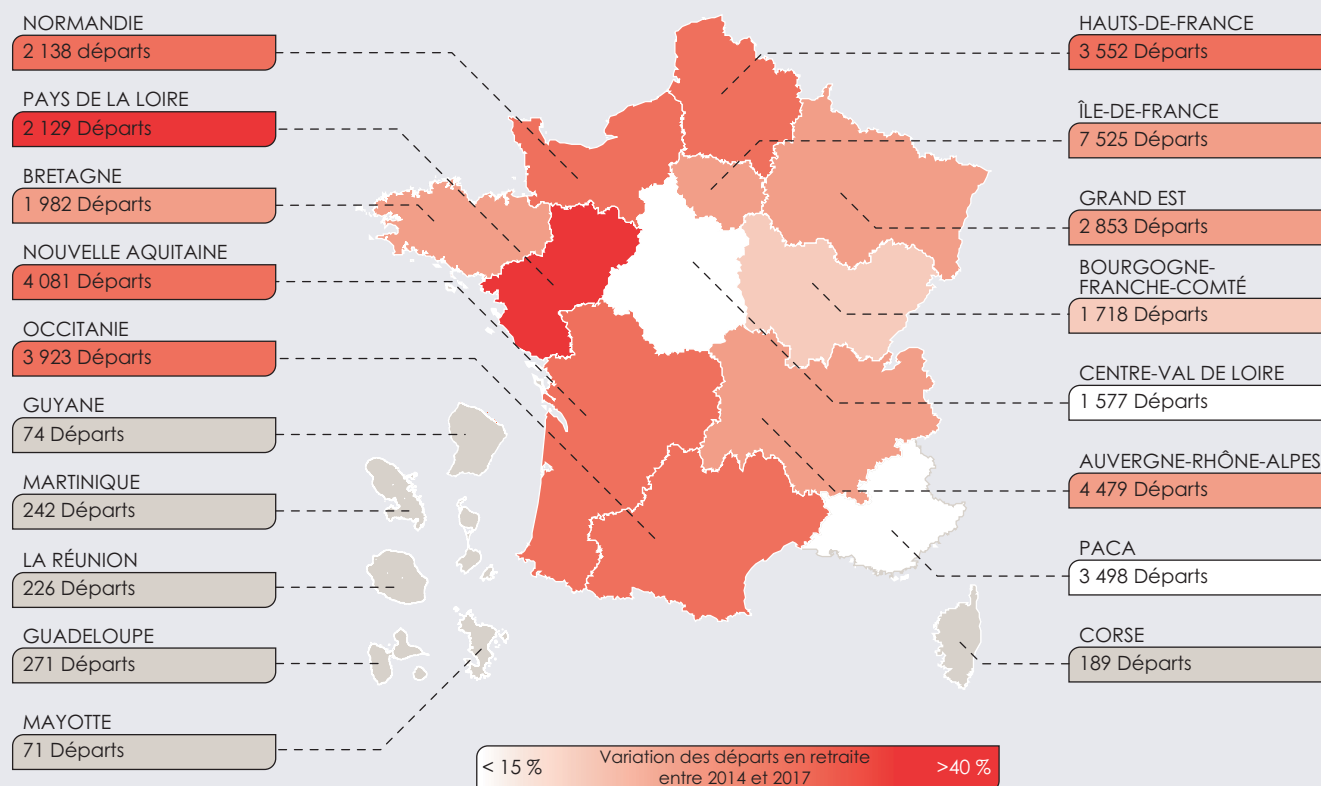 NORMANDIE
2 138 départs
PAYS DE LA LOIRE
2 129 Départs
BRETAGNE
1 982 Départs
NOUVELLE AQUITAINE
4 081 Départs
OCCITANIE
3 923 Départs
GUYANE
74 Départs
MARTINIQUE
242 Départs
LA RÉUNION
226 Départs
GUADELOUPE
271 Départs
MAYOTTE
71 Départs
HAUTS-DE-FRANCE
3 552 Départs
ÎLE-DE-FRANCE
7 525 Départs
GRAND EST
2 853 Départs
BOURGOGNE-
FRANCHE-COMTÉ
1 718 Départs
CENTRE-VAL DE LOIRE
1 577 Départs
AUVERGNE-RHÔNE-ALPES
4 479 Départs
PACA
3 498 Départs
CORSE
189 Départs
< 15 %
Variation des départs en retraite
entre 2014 et 2017
>40 %